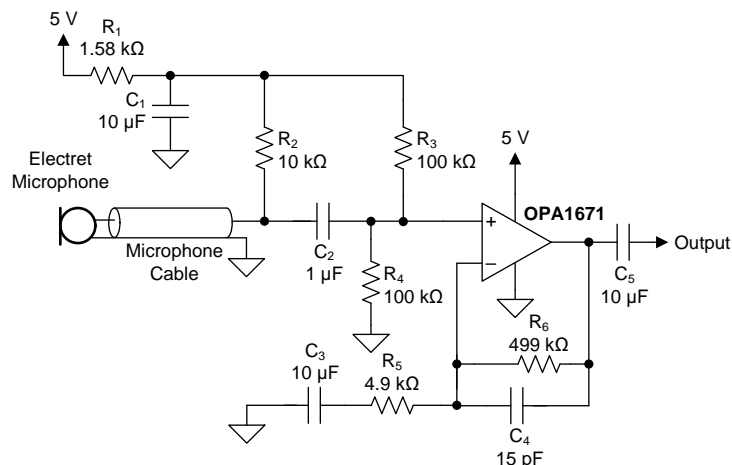 5 V
R1
1.58 kΩ
C1
10 µF
R2
10 kΩ
R3
100 kΩ
5 V
OPA1671
Electret
Microphone
Microphone
Cable
C2
1 µF
R4
100 kΩ
+
−
Output
C5
10 µF
R6
499 kΩ
C3
10 µF
R5
4.9 kΩ
C4
15 pF